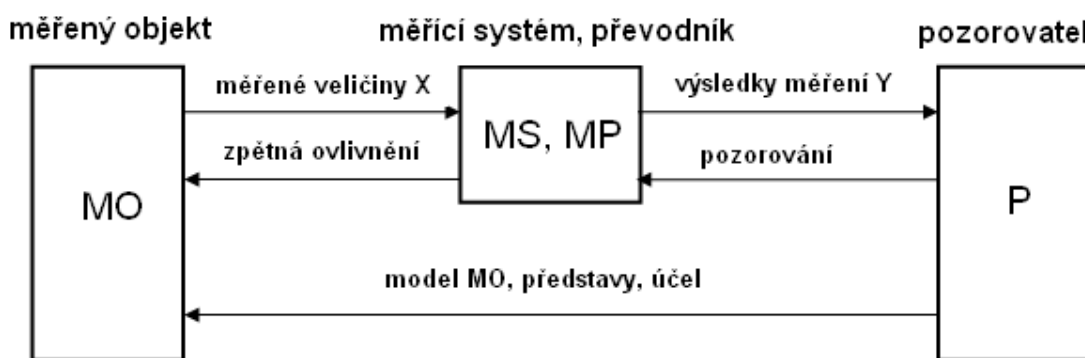 měřený objekt
měřící systém, převodník
pozorovatel
měřené veličiny X
výsledky měření Y
MS, MP
zpětná ovlivnění
pozorování
MO
P
model MO, představy, účel